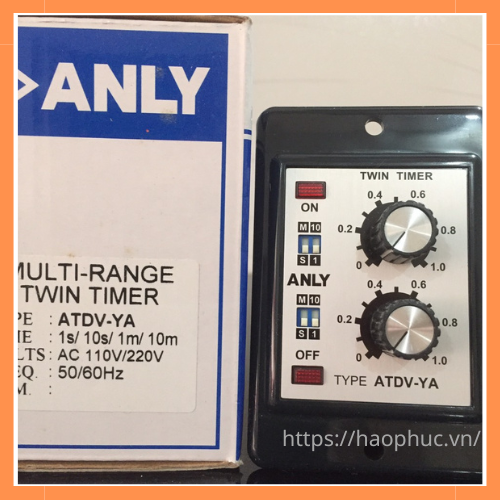 ANLY
MULTI-RANGE
TWIN TIMER
PE : ATDV-YA
ME : 1s/ 10s/ 1m/ 10m
LTS : AC 110V/220V
EQ. : 50/60Hz
M. :
TWIN TIMER
ON
M 10
S 1
0 0.2 0.4 0.6 0.8 1.0
ANLY
M 10
S 1
OFF
0 0.2 0.4 0.6 0.8 1.0
TYPE ATDV-YA
https://haophuc.vn/